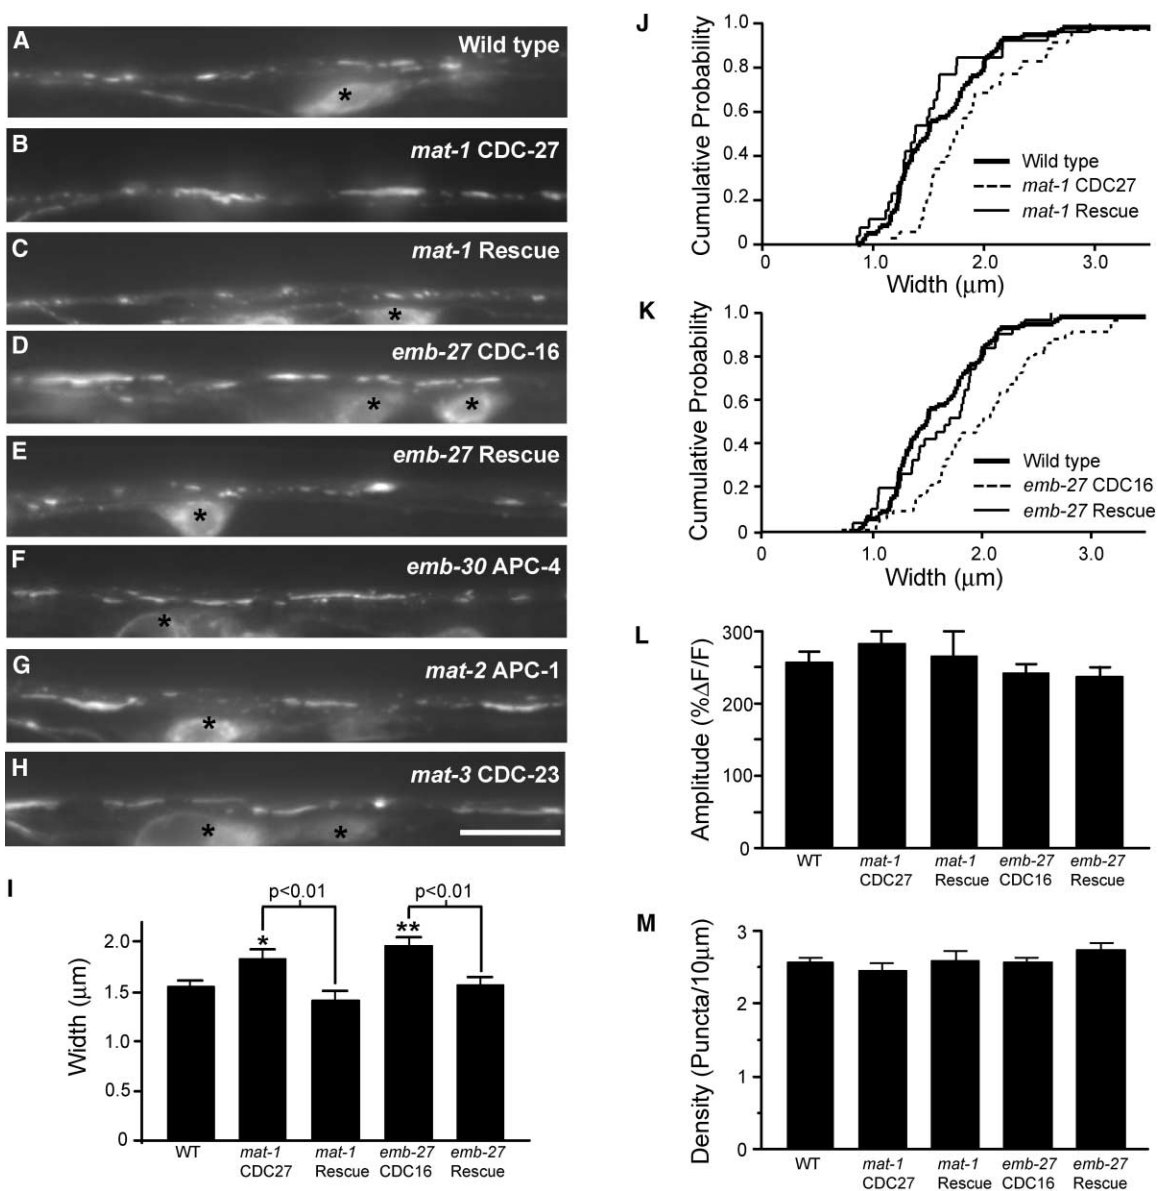 A
Wild type
*
B
mat-1 CDC-27
C
mat-1 Rescue
*
D
emb-27 CDC-16
* *
E
emb-27 Rescue
*
F
emb-30 APC-4
*
G
mat-2 APC-1
*
H
mat-3 CDC-23
* *
I
p<0.01 p<0.01
* **
Width (μm)
2.0
1.5
1.0
0.5
0
WT mat-1 CDC27 mat-1 Rescue emb-27 CDC16 emb-27 Rescue
J
Cumulative Probability
1.0
0.8
0.6
0.4
0.2
0
Wild type
mat-1 CDC27
mat-1 Rescue
0 1.0 2.0 3.0
Width (μm)
K
Cumulative Probability
1.0
0.8
0.6
0.4
0.2
0
Wild type
emb-27 CDC16
emb-27 Rescue
0 1.0 2.0 3.0
Width (μm)
L
Amplitude (%ΔF/F)
300
200
100
0
WT mat-1 CDC27 mat-1 Rescue emb-27 CDC16 emb-27 Rescue
M
Density (Puncta/10μm)
3
2
1
0
WT mat-1 CDC27 mat-1 Rescue emb-27 CDC16 emb-27 Rescue